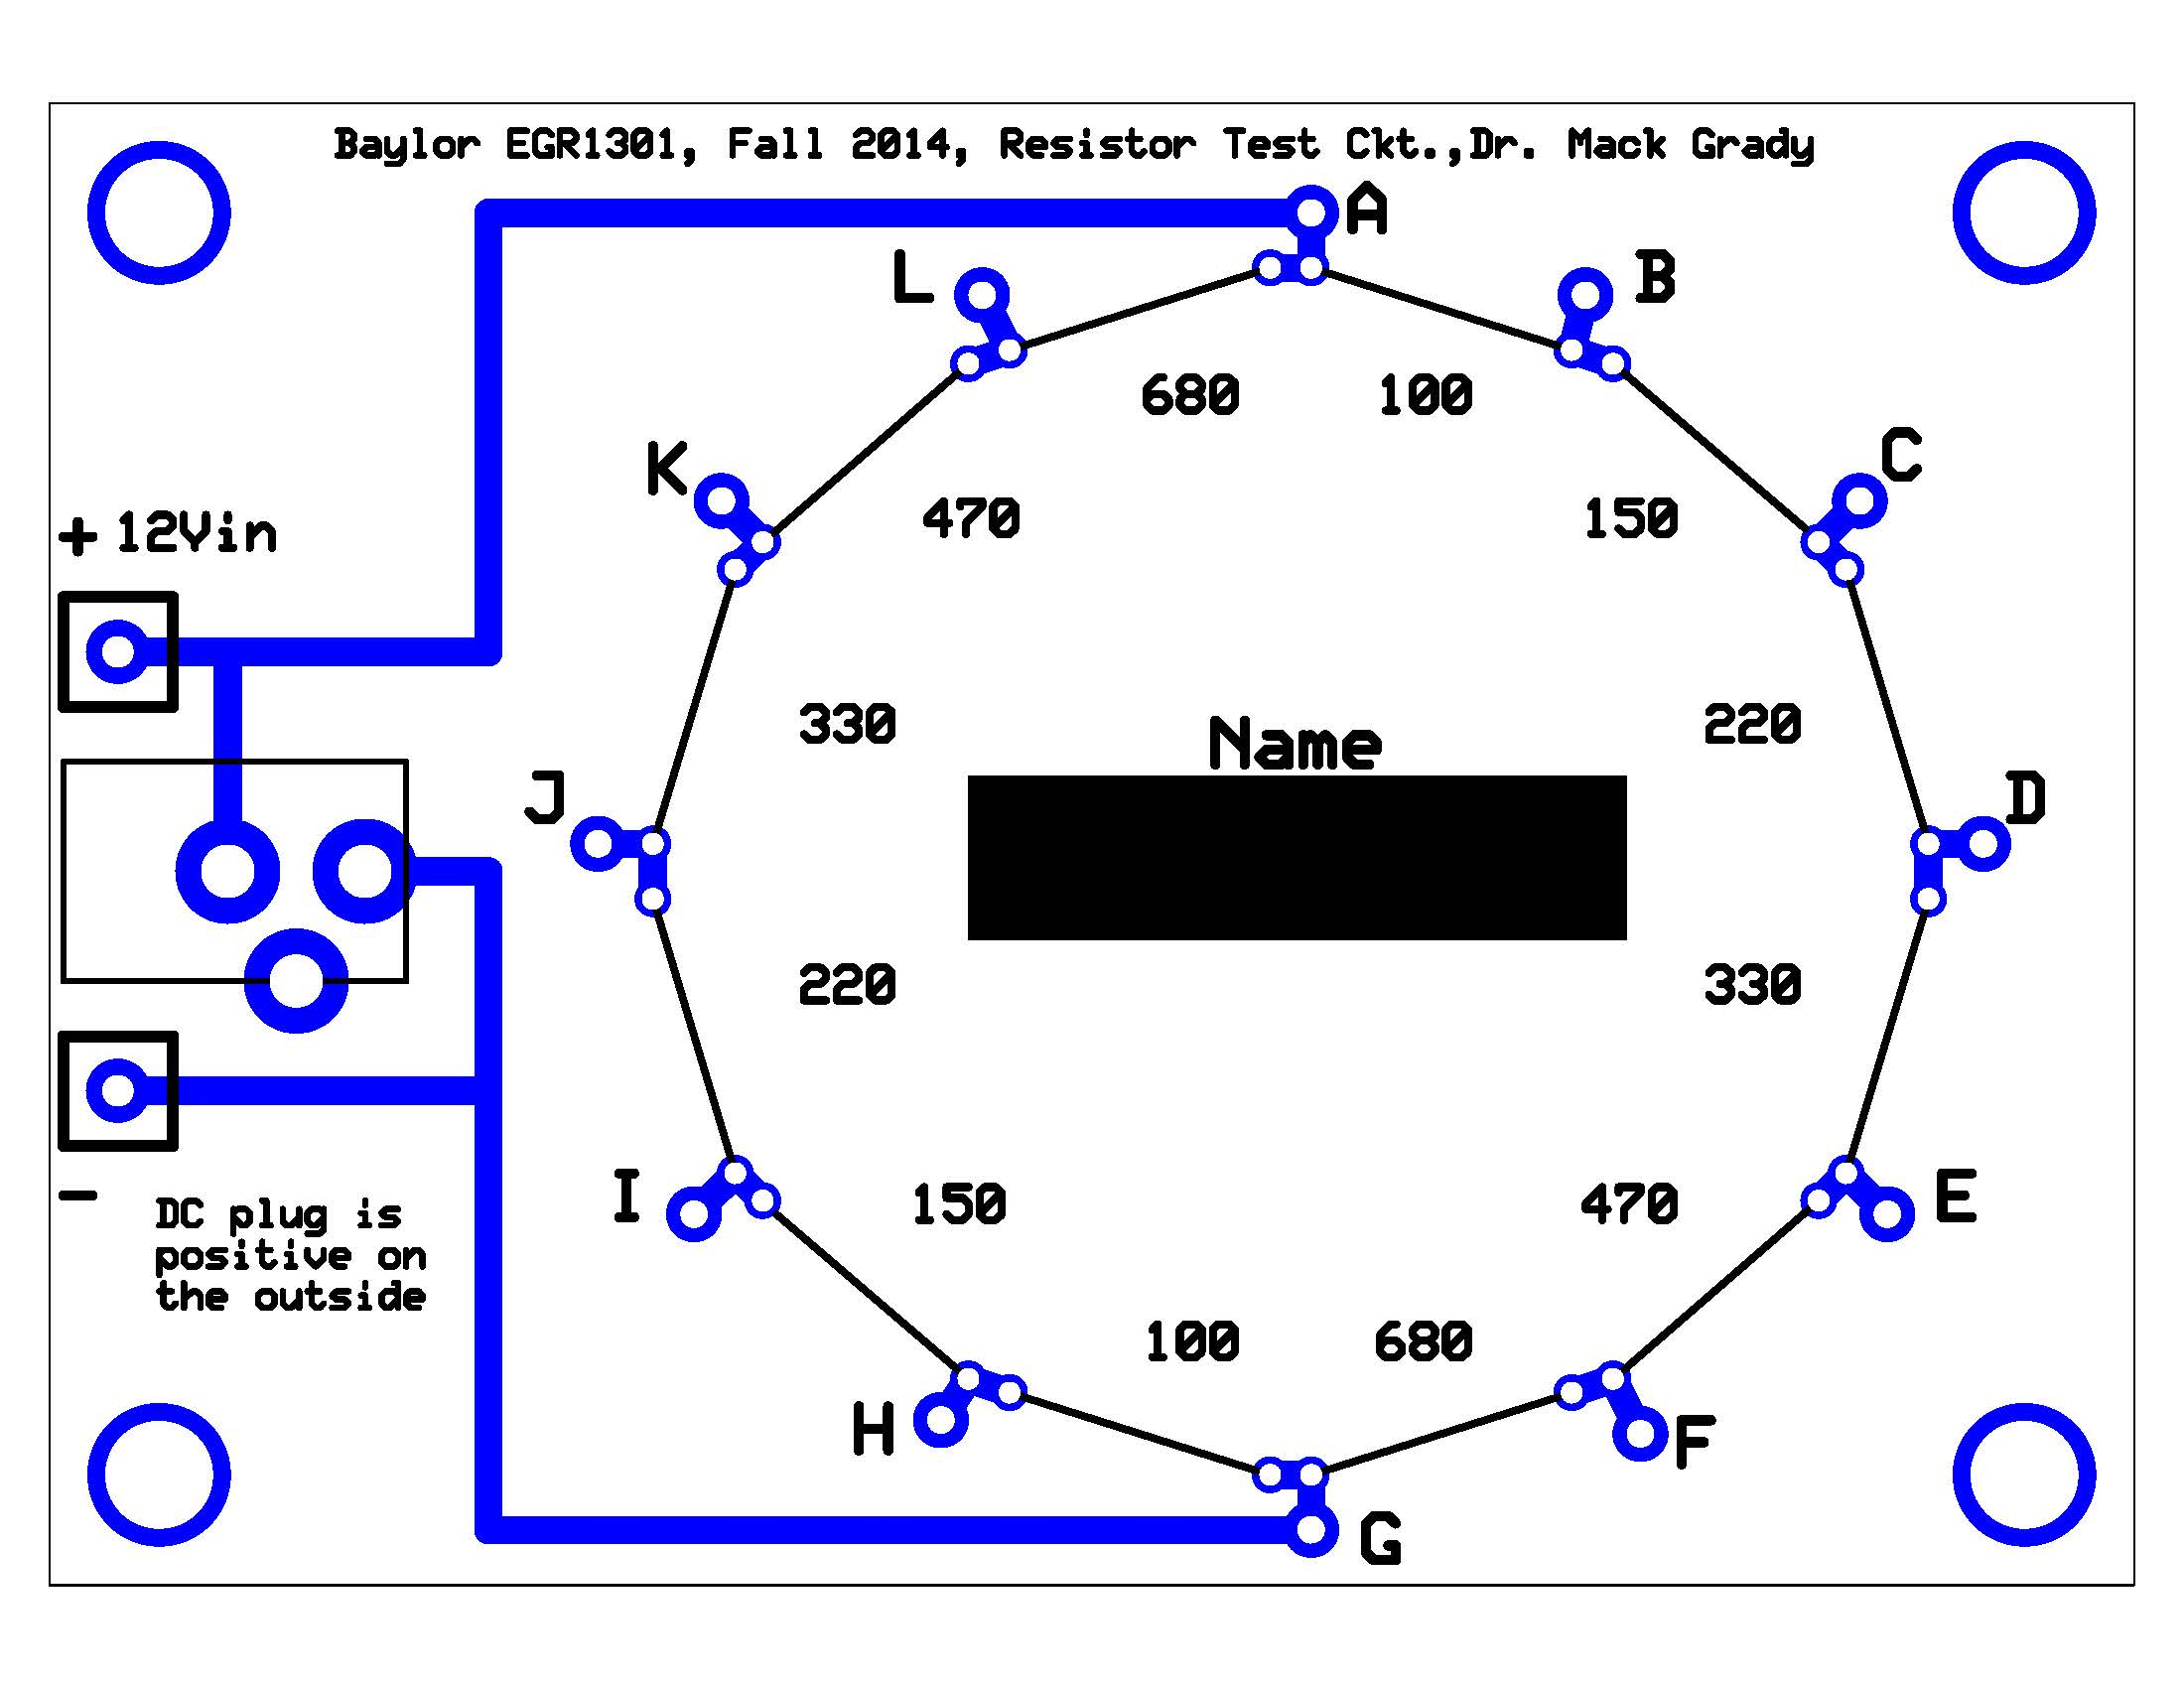 Baylor EGR1301, Fall 2014, Resistor Test Ckt.,Dr. Mack Grady
A
L
B
680 100
K
C
470 150
+ 12Vin
330 220
Name
J
D
220 330
I
150 470
E
-
DC plug is
positive on
the outside
100 680
H
F
G